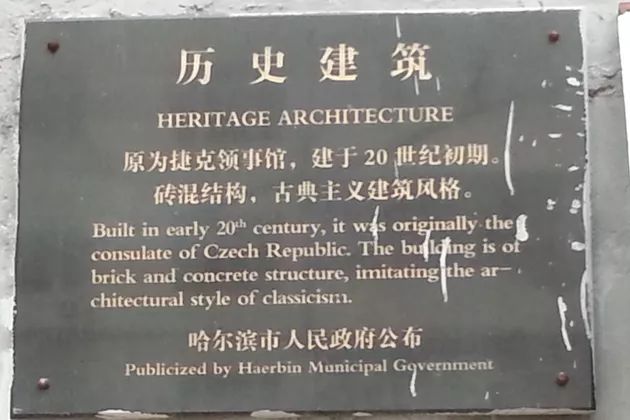 历史建筑
HERITAGE ARCHITECTURE
原为捷克领事馆，建于20世纪初期。
砖混结构，古典主义建筑风格。
Built in early 20th century, it was originally the
consulate of Czech Republic. The building is of
brick and concrete structure, imitating the ar-
chitectural style of classicism.
哈尔滨市人民政府公布
Publicized by Haerbin Municipal Government